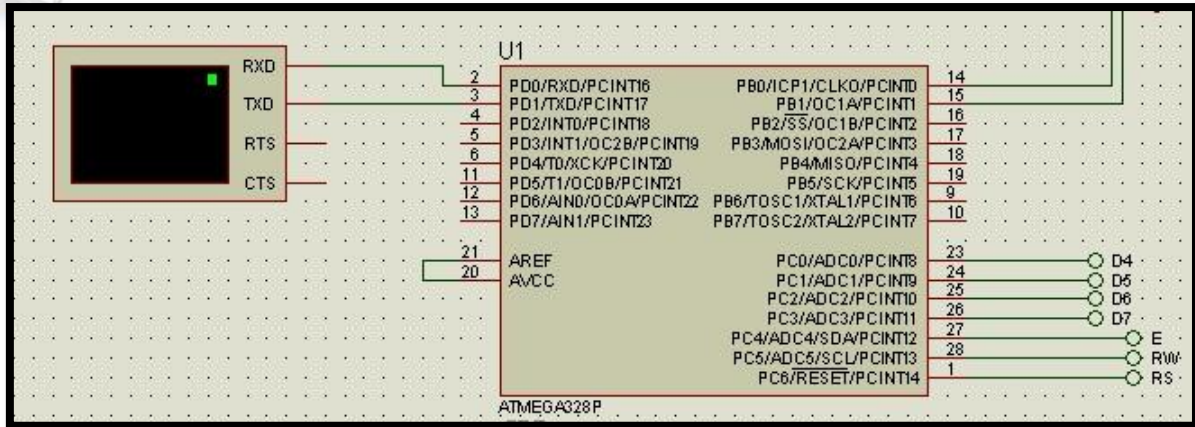 RXD
TXD
RTS
CTS
U1
2 PD0/RXD/PCINT16
3 PD1/TXD/PCINT17
4 PD2/INT0/PCINT18
5 PD3/INT1/OC2B/PCINT19
6 PD4/T0/XCK/PCINT20
11 PD5/T1/OC0B/PCINT21
12 PD6/AIN0/OC0A/PCINT22
13 PD7/AIN1/PCINT23
21 AREF
20 AVCC
PB0/ICP1/CLKO/PCINT0 14
PB1/OC1A/PCINT1 15
PB2/SS/OC1B/PCINT2 16
PB3/MOSI/OC2A/PCINT3 17
PB4/MISO/PCINT4 18
PB5/SCK/PCINT5 19
PB6/TOSC1/XTAL1/PCINT6 9
PB7/TOSC2/XTAL2/PCINT7 10
PC0/ADC0/PCINT8 23 D4
PC1/ADC1/PCINT9 24 D5
PC2/ADC2/PCINT10 25 D6
PC3/ADC3/PCINT11 26 D7
PC4/ADC4/SDA/PCINT12 27 E
PC5/ADC5/SCL/PCINT13 28 RW
PC6/RESET/PCINT14 1 RS
ATMEGA328P